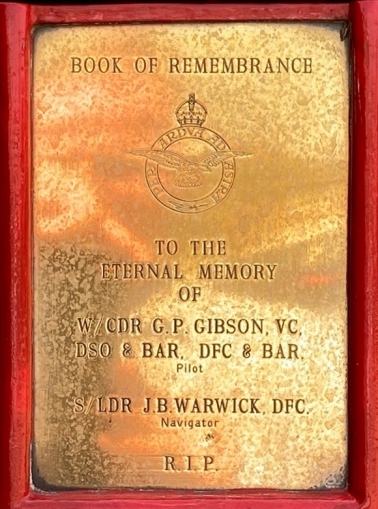 BOOK OF REMEMBRANCE
PER ARDVA AD ASTRA
TO THE
ETERNAL MEMORY
OF
W/CDR G.P. GIBSON, VC,
DSO & BAR, DFC & BAR.
Pilot
S/LDR J.B. WARWICK, DFC.
Navigator
R.I.P.